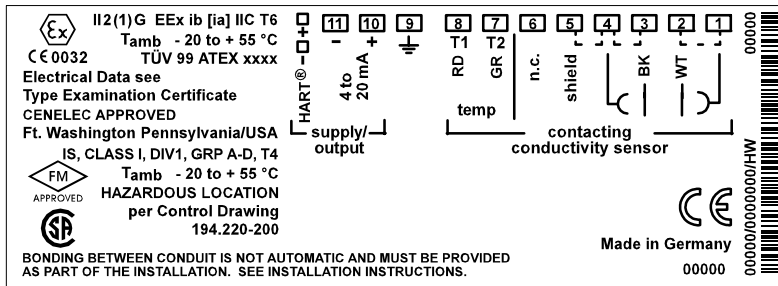 II 2(1) G EEx ib [ia] IIC T6
Tamb - 20 to + 55 °C
CE 0032 TÜV 99 ATEX xxxx
Electrical Data see
Type Examination Certificate
CENELEC APPROVED
Ft. Washington Pennsylvania/USA
IS, CLASS I, DIV1, GRP A-D, T4
Tamb - 20 to + 55 °C
HAZARDOUS LOCATION
per Control Drawing
194.220-200
Ex
FM
APPROVED
SA
BONDING BETWEEN CONDUIT IS NOT AUTOMATIC AND MUST BE PROVIDED
AS PART OF THE INSTALLATION. SEE INSTALLATION INSTRUCTIONS.
11 10 9 8 7 6 5 4 3 2 1
HART® - +
- +
4 to
20 mA
supply/
output
T1 T2
RD GR
temp
n.c.
shield
BK
WT
contacting
conductivity sensor
CE
Made in Germany
00000
00000
00000/0000000/HW